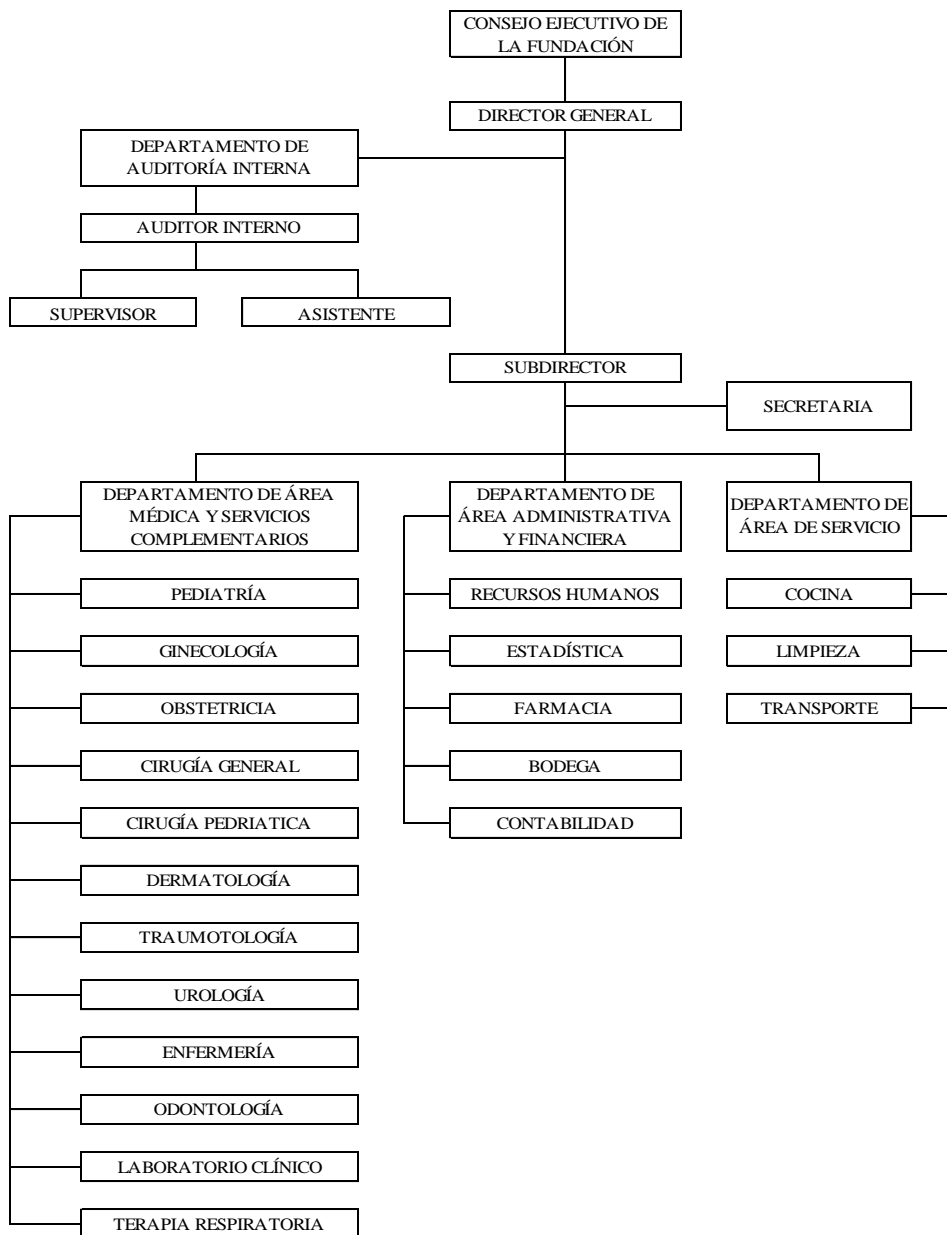 CONSEJO EJECUTIVO DE
LA FUNDACIÓN
DIRECTOR GENERAL
DEPARTAMENTO DE
AUDITORÍA INTERNA
AUDITOR INTERNO
SUPERVISOR
ASISTENTE
SUBDIRECTOR
SECRETARIA
DEPARTAMENTO DE ÁREA
MÉDICA Y SERVICIOS
COMPLEMENTARIOS
PEDIATRÍA
GINECOLOGÍA
OBSTETRICIA
CIRUGÍA GENERAL
CIRUGÍA PEDRIATICA
DERMATOLOGÍA
TRAUMOTOLOGÍA
UROLOGÍA
ENFERMERÍA
ODONTOLOGÍA
LABORATORIO CLÍNICO
TERAPIA RESPIRATORIA
DEPARTAMENTO DE
ÁREA ADMINISTRATIVA
Y FINANCIERA
RECURSOS HUMANOS
ESTADÍSTICA
FARMACIA
BODEGA
CONTABILIDAD
DEPARTAMENTO DE
ÁREA DE SERVICIO
COCINA
LIMPIEZA
TRANSPORTE